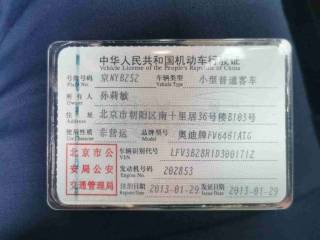 中华人民共和国机动车行驶证
Vehicle License of the People's Republic of China
号牌号码 京NYBZ52 车辆类型 小型普通客车
Plate No. Vehicle Type
所有人 孙莉敏
Owner
住址 北京市朝阳区南十里居36号楼B103号
Address
使用性质 非营运 品牌型号 奥迪牌FV6461ATG
Use Character Model
北京市公安局公安交通管理局
车辆识别代号 LFV3B28R1D3001712
VIN
发动机号码 202853
Engine No.
注册日期 2013-01-29 发证日期 2013-01-29
Register Date Issue Date